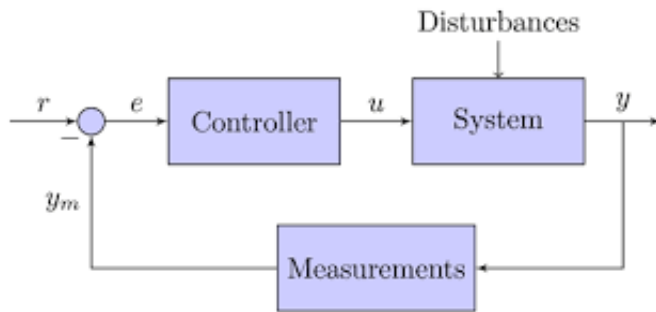 Disturbances
r
e
Controller
u
System
y
−
y_m
Measurements